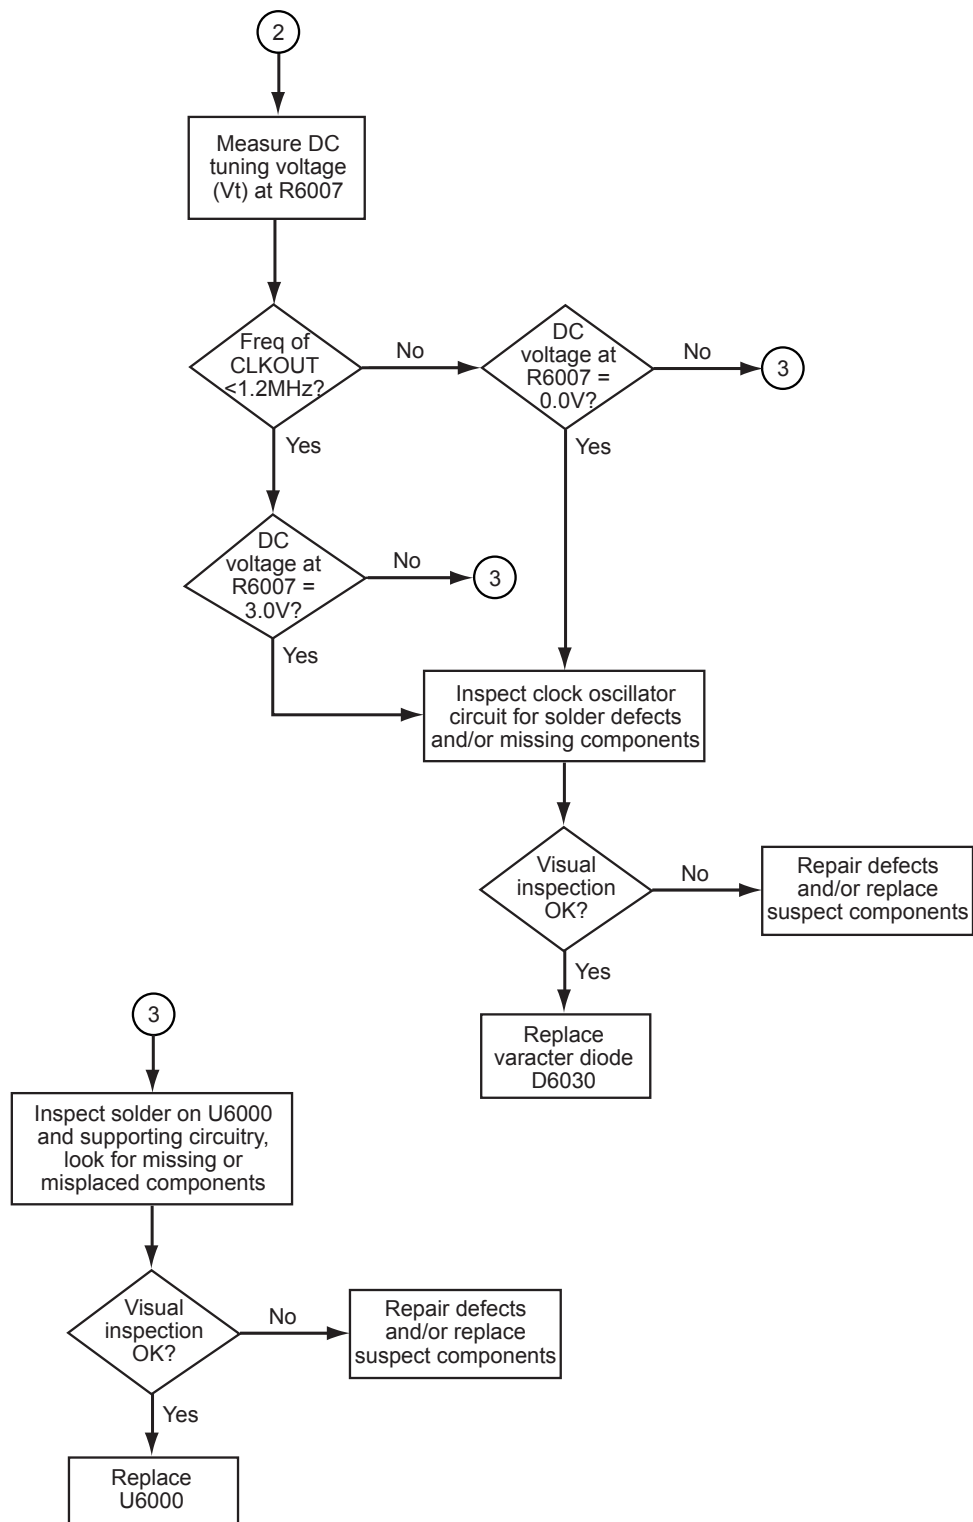 2
Measure DC
tuning voltage
(Vt) at R6007
Freq of
CLKOUT
<1.2MHz?
No
DC
voltage at
R6007 =
0.0V?
No
3
Yes
Yes
DC
voltage at
R6007 =
3.0V?
No
3
Yes
Inspect clock oscillator
circuit for solder defects
and/or missing components
Visual
inspection
OK?
No
Repair defects
and/or replace
suspect components
Yes
Replace
varacter diode
D6030
3
Inspect solder on U6000
and supporting circuitry,
look for missing or
misplaced components
Visual
inspection
OK?
No
Repair defects
and/or replace
suspect components
Yes
Replace
U6000